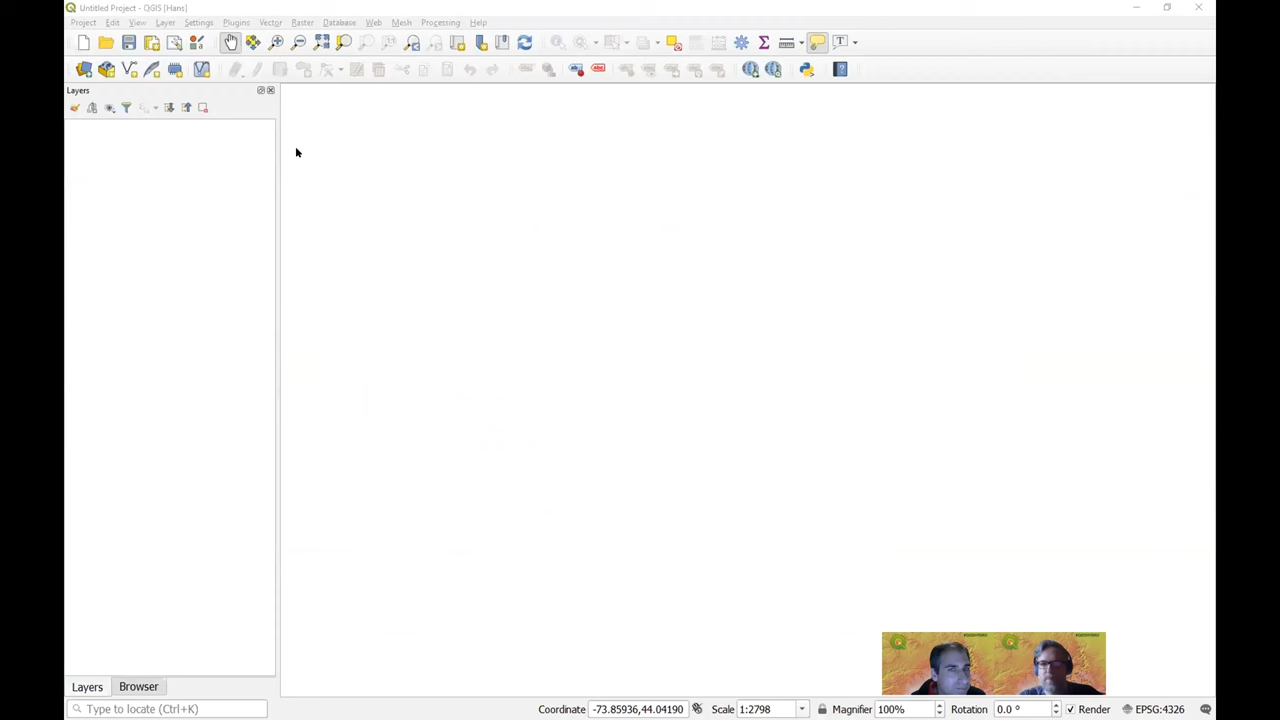 Untitled Project - QGIS [Hans]
Project Edit View Layer Settings Plugins Vector Raster Database Web Mesh Processing Help
Layers
Layers Browser
Type to locate (Ctrl+K)
Coordinate -73.85936,44.04190 Scale 1:2798 Magnifier 100% Rotation 0.0 ° Render EPSG:4326